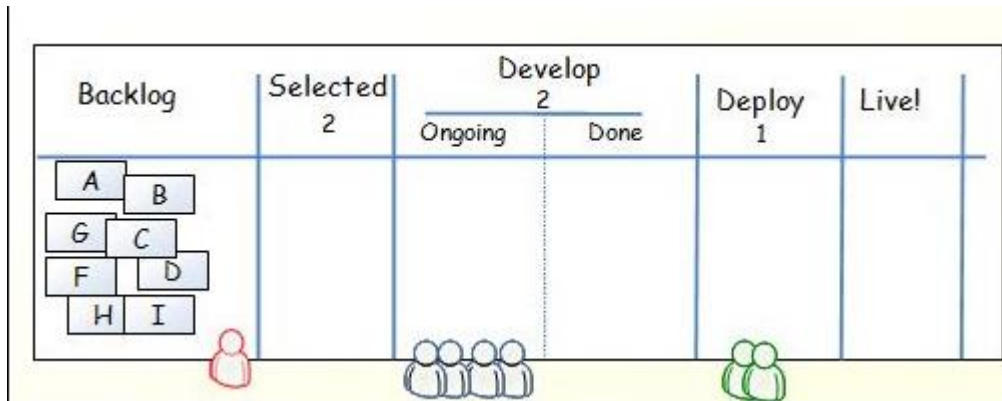 Backlog
Selected
2
Develop
2
Ongoing
Done
Deploy
1
Live!
A
B
G
C
F
D
H
I